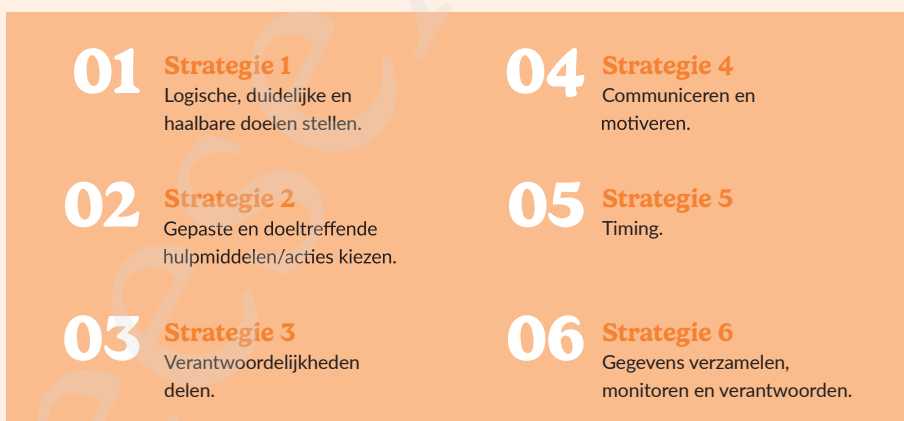 01 Strategie 1
Logische, duidelijke en
haalbare doelen stellen.
02 Strategie 2
Gepaste en doeltreffende
hulpmiddelen/acties kiezen.
03 Strategie 3
Verantwoordelijkheden
delen.
04 Strategie 4
Communiceren en
motiveren.
05 Strategie 5
Timing.
06 Strategie 6
Gegevens verzamelen,
monitoren en verantwoorden.